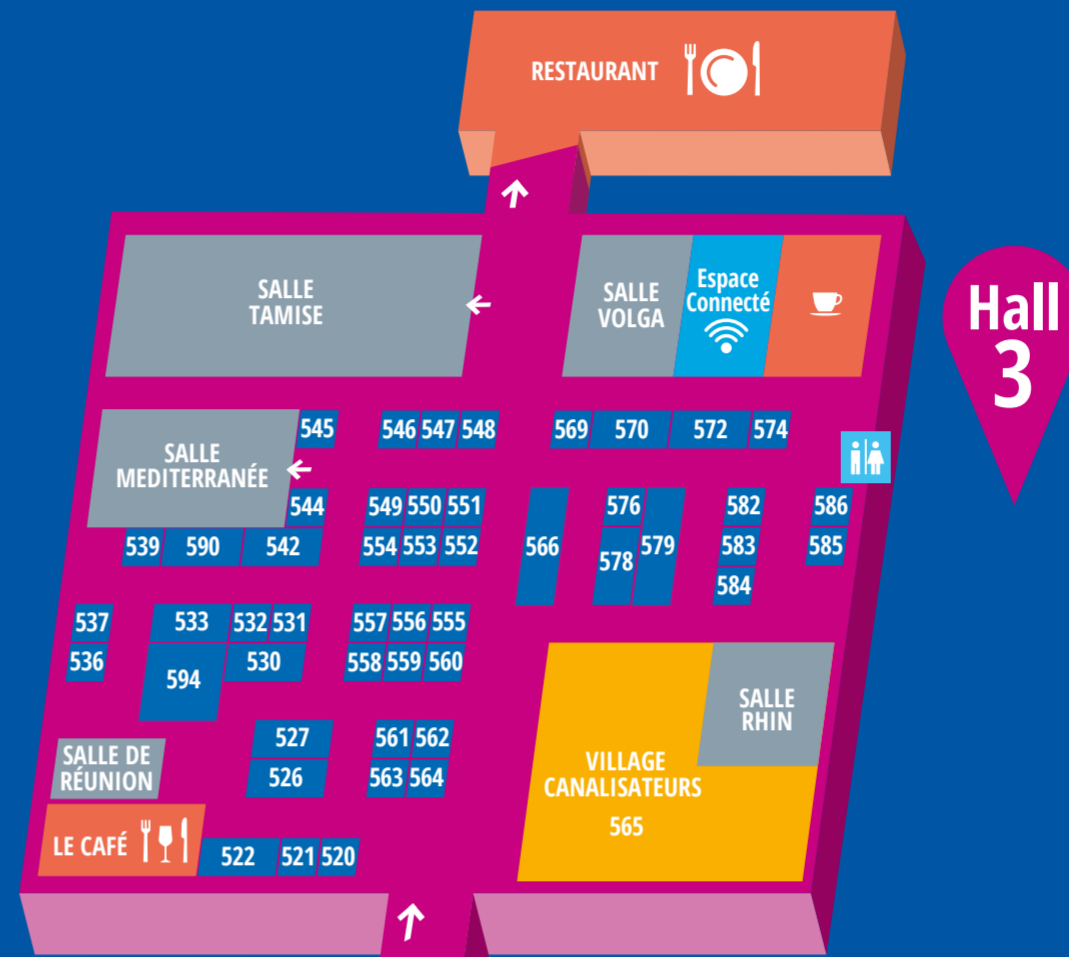 RESTAURANT
Hall
3
SALLE
TAMISE
SALLE
VOLGA
Espace
Connecté
SALLE
MEDITERRANÉE
545
546 547 548
569 570 572 574
544
549 550 551
576
582
586
539 590 542
554 553 552
566
578
579
583
585
584
537
533 532 531
557 556 555
536
594
530
558 559 560
SALLE
RHIN
527
561 562
SALLE DE
RÉUNION
526
563 564
VILLAGE
CANALISATEURS
565
LE CAFÉ
522 521 520